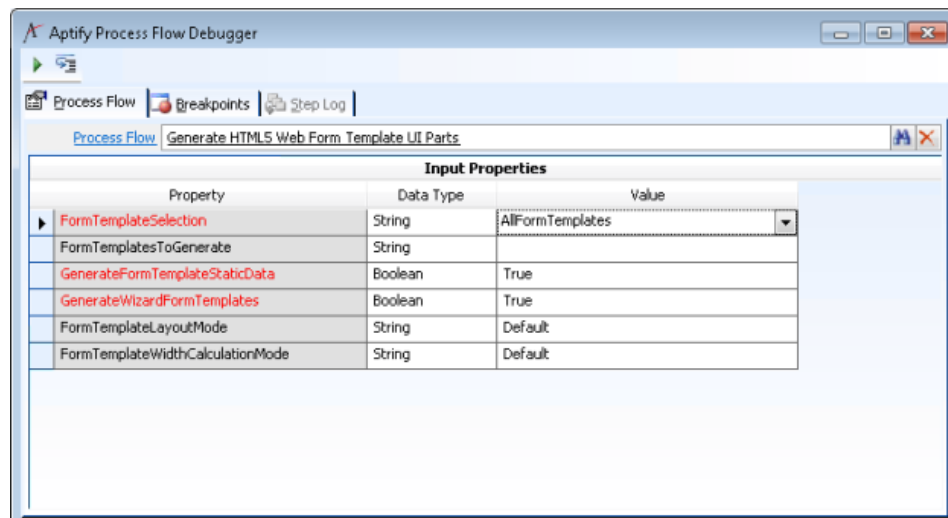 Aptify Process Flow Debugger
Process Flow Breakpoints Step Log
Process Flow Generate HTML5 Web Form Template UI Parts
Input Properties
Property Data Type Value
FormTemplateSelection String AllFormTemplates
FormTemplatesToGenerate String
GenerateFormTemplateStaticData Boolean True
GenerateWizardFormTemplates Boolean True
FormTemplateLayoutMode String Default
FormTemplateWidthCalculationMode String Default